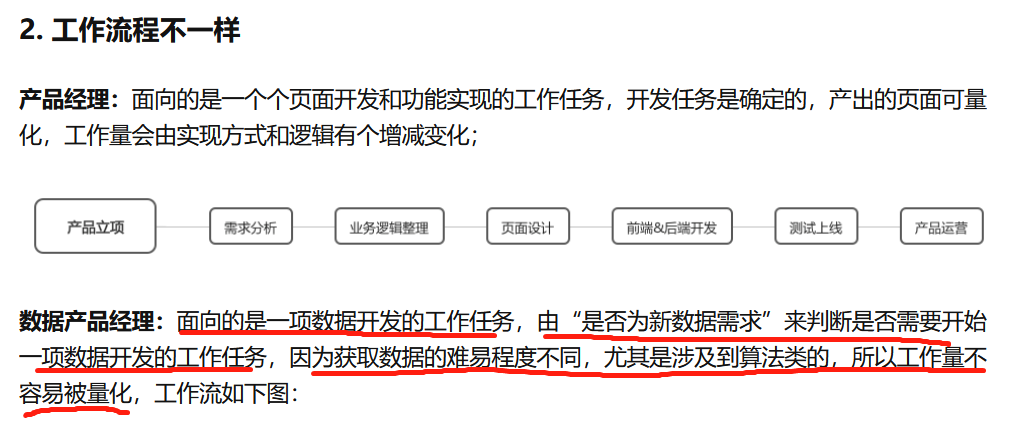 2. 工作流程不一样
产品经理：面向的是一个个页面开发和功能实现的工作任务，开发任务是确定的，产出的页面可量
化，工作量会由实现方式和逻辑有个增减变化；
产品立项
需求分析
业务逻辑整理
页面设计
前端&后端开发
测试上线
产品运营
数据产品经理：面向的是一项数据开发的工作任务，由“是否为新数据需求”来判断是否需要开始
一项数据开发的工作任务，因为获取数据的难易程度不同，尤其是涉及到算法类的，所以工作量不
容易被量化，工作流如下图：